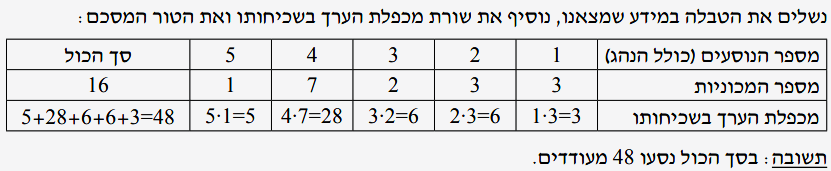 נשלים את הטבלה במידע שמצאנו, נוסיף את שורת מכפלת הערך בשכיחותו ואת הטור המסכם:
מספר הנוסעים (כולל הנהג) 1 2 3 4 5 סך הכול
מספר המכוניות 3 3 2 7 1 16
מכפלת הערך בשכיחותו 1·3=3 2·3=6 3·2=6 4·7=28 5·1=5 5+28+6+6+3=48
תשובה: בסך הכול נסעו 48 מעודדים.